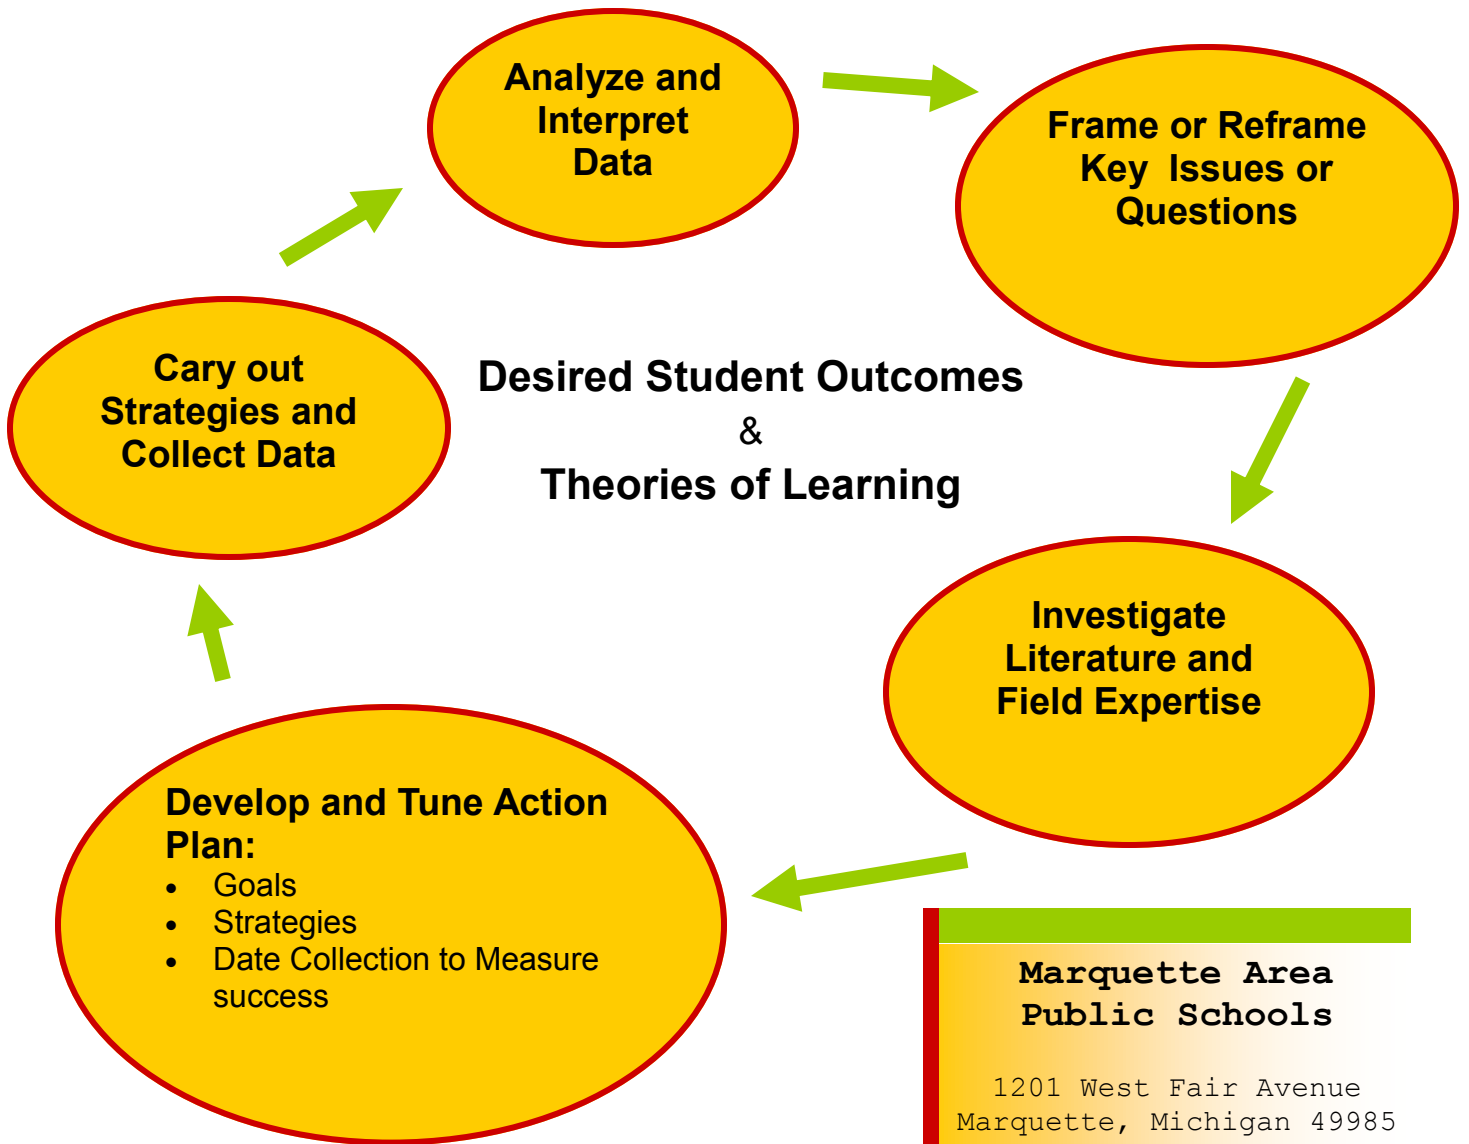 Analyze and
Interpret
Data
Frame or Reframe
Key Issues or
Questions
Cary out
Strategies and
Collect Data
Desired Student Outcomes
&
Theories of Learning
Investigate
Literature and
Field Expertise
Develop and Tune Action
Plan:
• Goals
• Strategies
• Date Collection to Measure
success
Marquette Area
Public Schools
1201 West Fair Avenue
Marquette, Michigan 49985